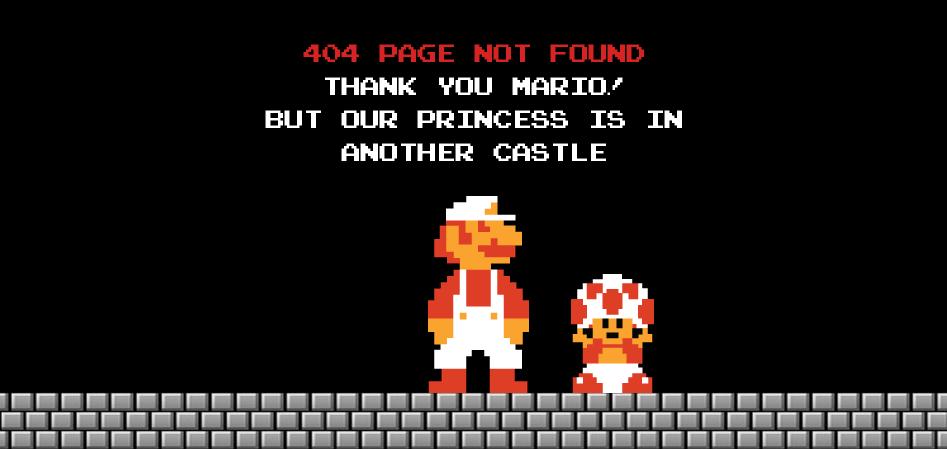 404 PAGE NOT FOUND
THANK YOU MARIO!
BUT OUR PRINCESS IS IN
ANOTHER CASTLE